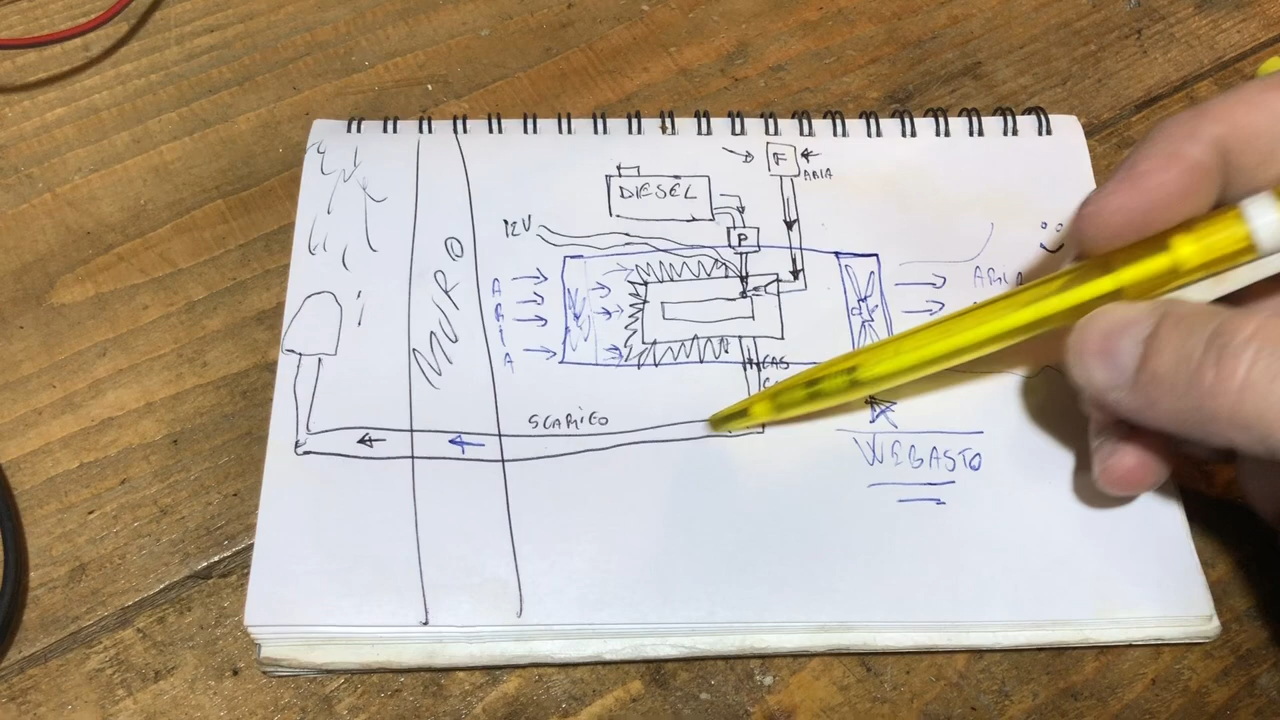 F
ARIA
DIESEL
12V
P
MURO
ARIA
GAS
SCARICO
WEBASTO